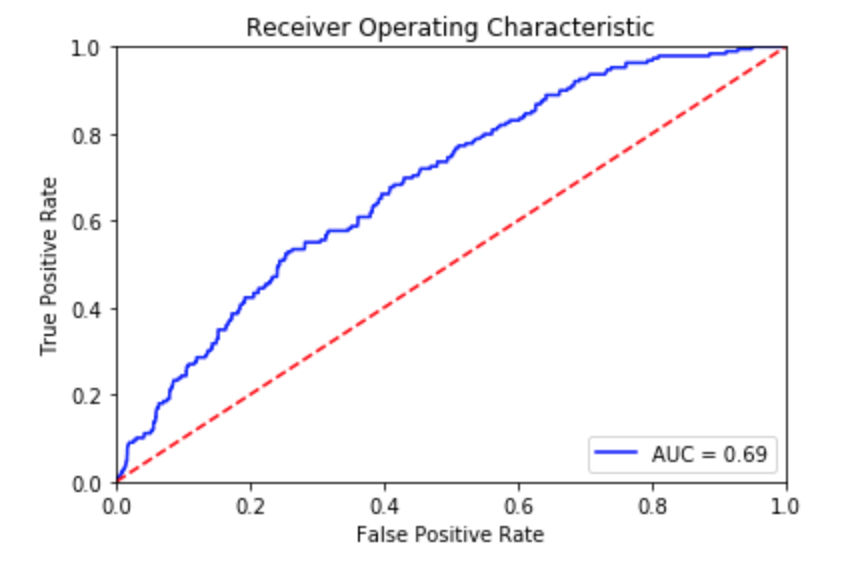 Receiver Operating Characteristic
1.0
0.8
0.6
0.4
0.2
0.0
True Positive Rate
AUC = 0.69
0.0 0.2 0.4 0.6 0.8 1.0
False Positive Rate